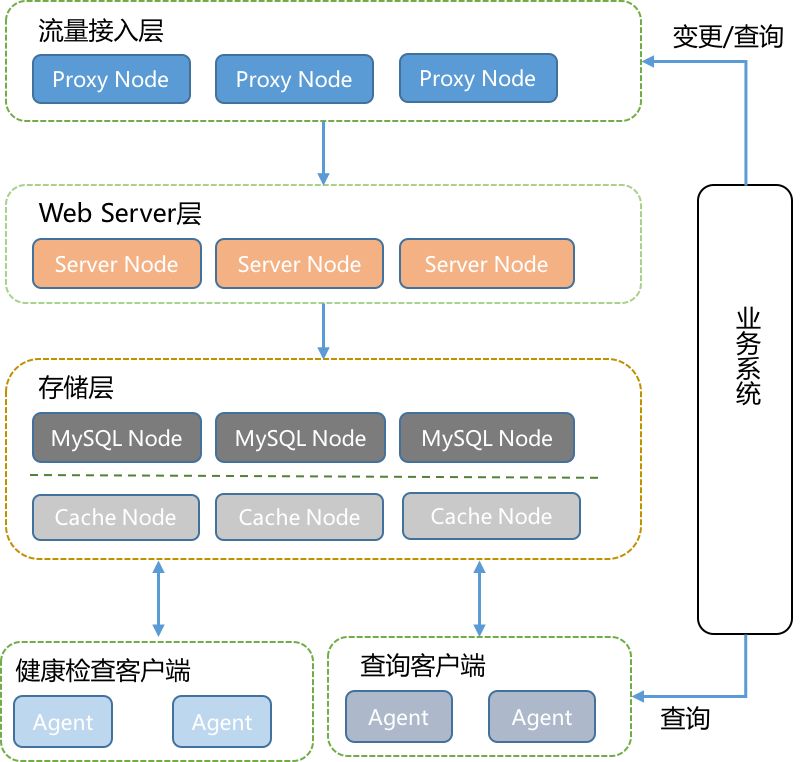 流量接入层
变更/查询
Proxy Node
Proxy Node
Proxy Node
Web Server层
Server Node
Server Node
Server Node
业务系统
存储层
MySQL Node
MySQL Node
MySQL Node
Cache Node
Cache Node
Cache Node
健康检查客户端
Agent
Agent
查询客户端
Agent
Agent
查询